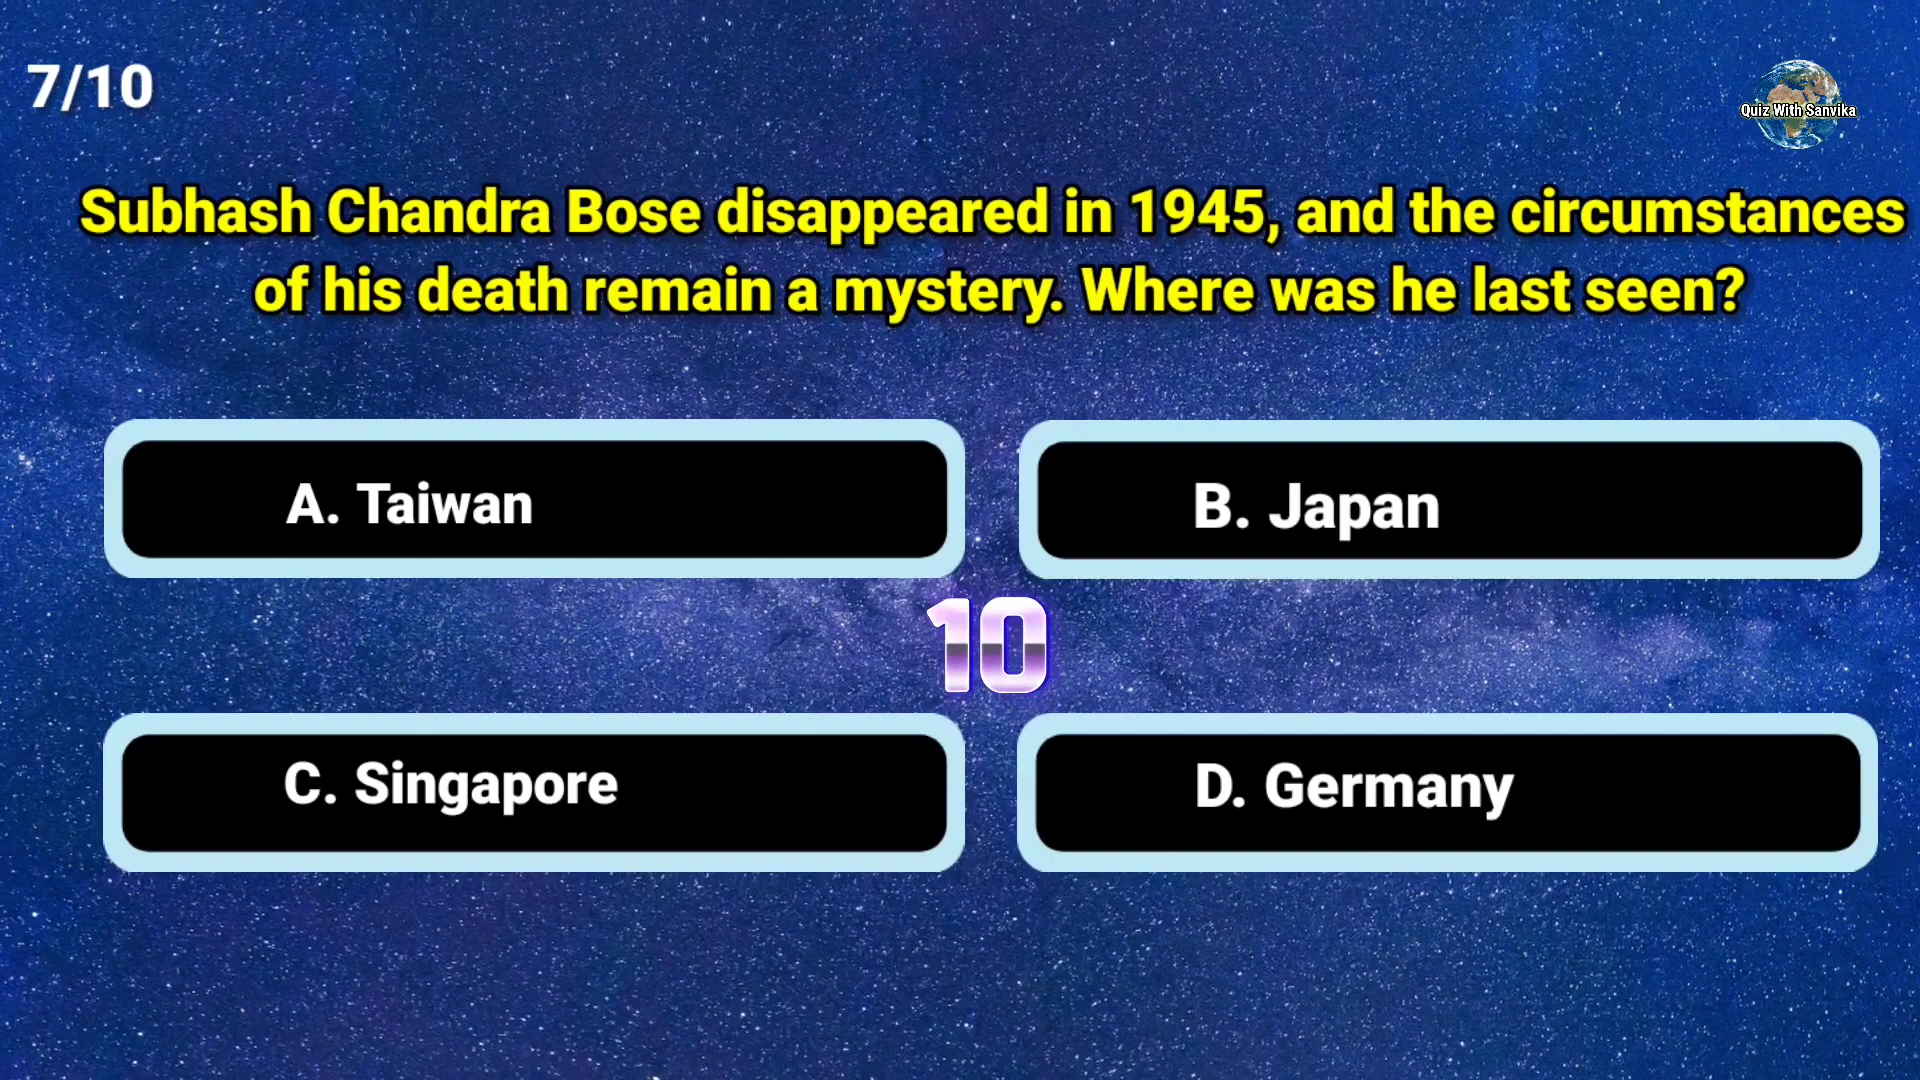 7/10
Quiz With Sanvika
Subhash Chandra Bose disappeared in 1945, and the circumstances
of his death remain a mystery. Where was he last seen?
A. Taiwan
B. Japan
10
C. Singapore
D. Germany